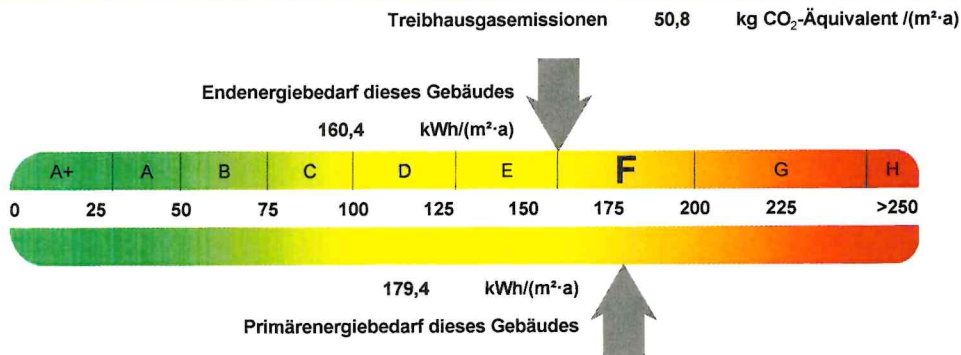 Treibhausgasemissionen 50,8 kg CO₂-Äquivalent /(m²·a)
Endenergiebedarf dieses Gebäudes
160,4 kWh/(m²·a)
A+ A B C D E F G H
0 25 50 75 100 125 150 175 200 225 >250
179,4 kWh/(m²·a)
Primärenergiebedarf dieses Gebäudes